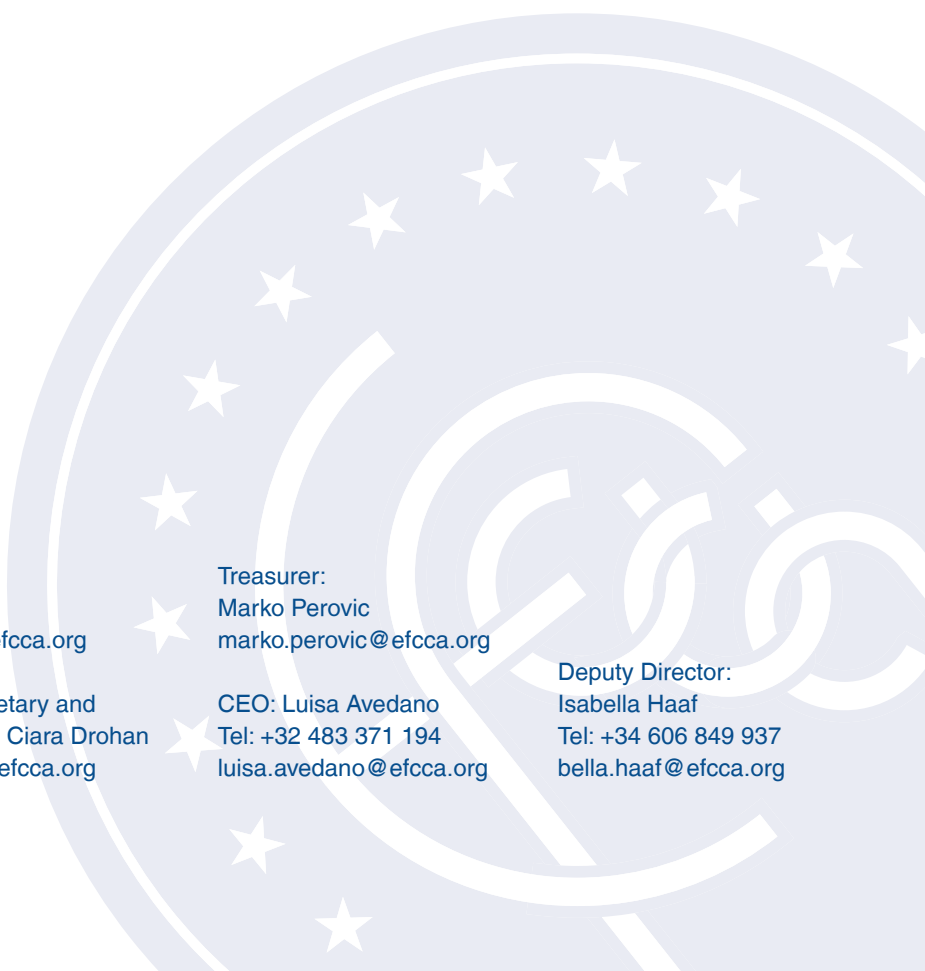 fcca.org
etary and
Ciara Drohan
efcca.org
Treasurer:
Marko Perovic
marko.perovic@efcca.org
CEO: Luisa Avedano
Tel: +32 483 371 194
luisa.avedano@efcca.org
Deputy Director:
Isabella Haaf
Tel: +34 606 849 937
bella.haaf@efcca.org